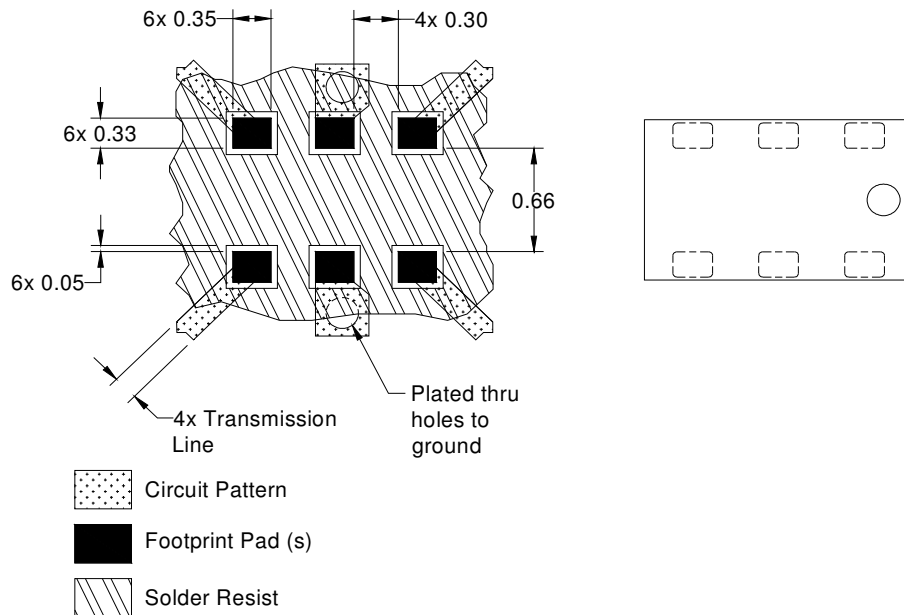 6x 0.35
4x 0.30
6x 0.33
0.66
6x 0.05
4x Transmission
Line
Plated thru
holes to
ground
Circuit Pattern
Footprint Pad (s)
Solder Resist